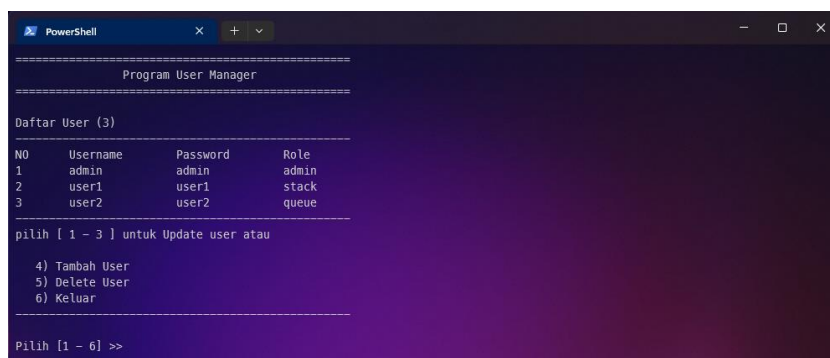 PowerShell
==================================================
Program User Manager
==================================================
Daftar User (3)
--------------------------------------------------
NO Username Password Role
1 admin admin admin
2 user1 user1 stack
3 user2 user2 queue
--------------------------------------------------
pilih [ 1 - 3 ] untuk Update user atau
4) Tambah User
5) Delete User
6) Keluar
--------------------------------------------------
Pilih [1 - 6] >>